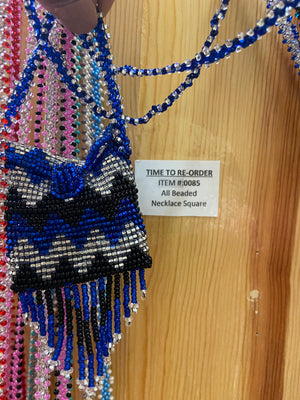 TIME TO RE-ORDER
ITEM #:0085
All Beaded
Necklace Square